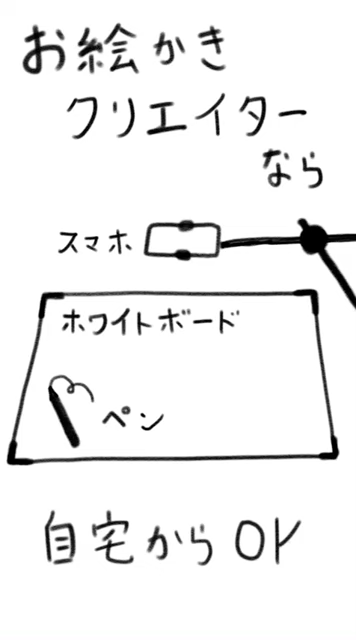 お絵かき
クリエイター
なら
スマホ
ホワイトボード
ペン
自宅からOK